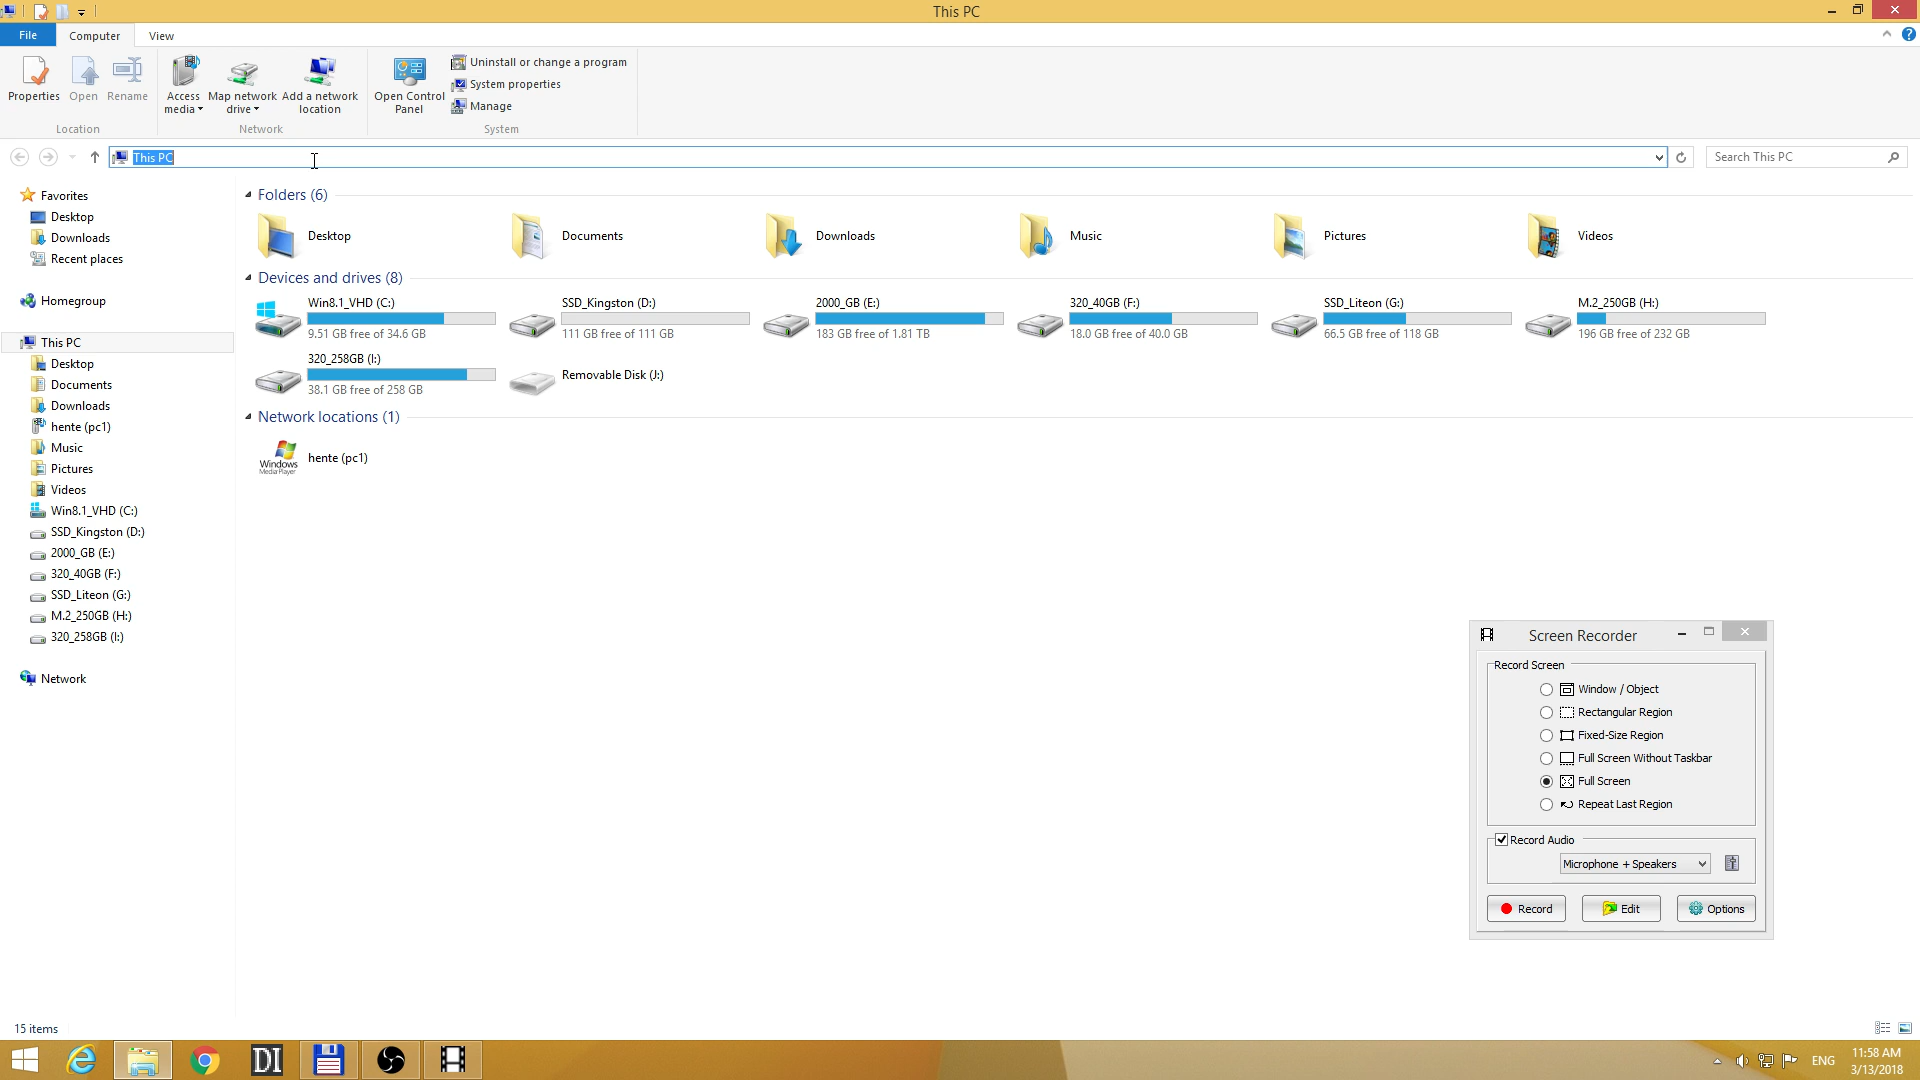 This PC
File
Computer
View
Properties
Open
Rename
Access media
Map network drive
Add a network location
Open Control Panel
Uninstall or change a program
System properties
Manage
Location
Network
System
This PC
Search This PC
Favorites
Desktop
Downloads
Recent places
Homegroup
This PC
Desktop
Documents
Downloads
hente (pc1)
Music
Pictures
Videos
Win8.1_VHD (C:)
SSD_Kingston (D:)
2000_GB (E:)
320_40GB (F:)
SSD_Liteon (G:)
M.2_250GB (H:)
320_258GB (I:)
Network
Folders (6)
Desktop
Documents
Downloads
Music
Pictures
Videos
Devices and drives (8)
Win8.1_VHD (C:)
9.51 GB free of 34.6 GB
SSD_Kingston (D:)
111 GB free of 111 GB
2000_GB (E:)
183 GB free of 1.81 TB
320_40GB (F:)
18.0 GB free of 40.0 GB
SSD_Liteon (G:)
66.5 GB free of 118 GB
M.2_250GB (H:)
196 GB free of 232 GB
320_258GB (I:)
38.1 GB free of 258 GB
Removable Disk (J:)
Network locations (1)
Windows
Media Player
hente (pc1)
Screen Recorder
Record Screen
Window / Object
Rectangular Region
Fixed-Size Region
Full Screen Without Taskbar
Full Screen
Repeat Last Region
Record Audio
Microphone + Speakers
Record
Edit
Options
15 items
DI
ENG
11:58 AM
3/13/2018